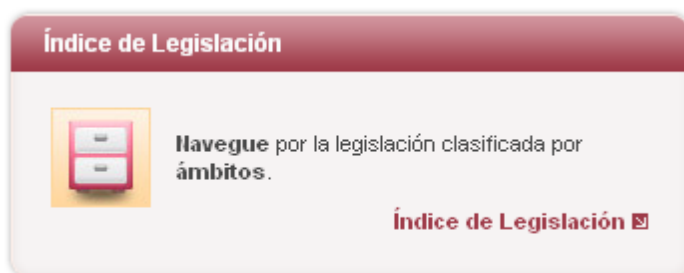 Índice de Legislación
Navegue por la legislación clasificada por
ámbitos.
Índice de Legislación